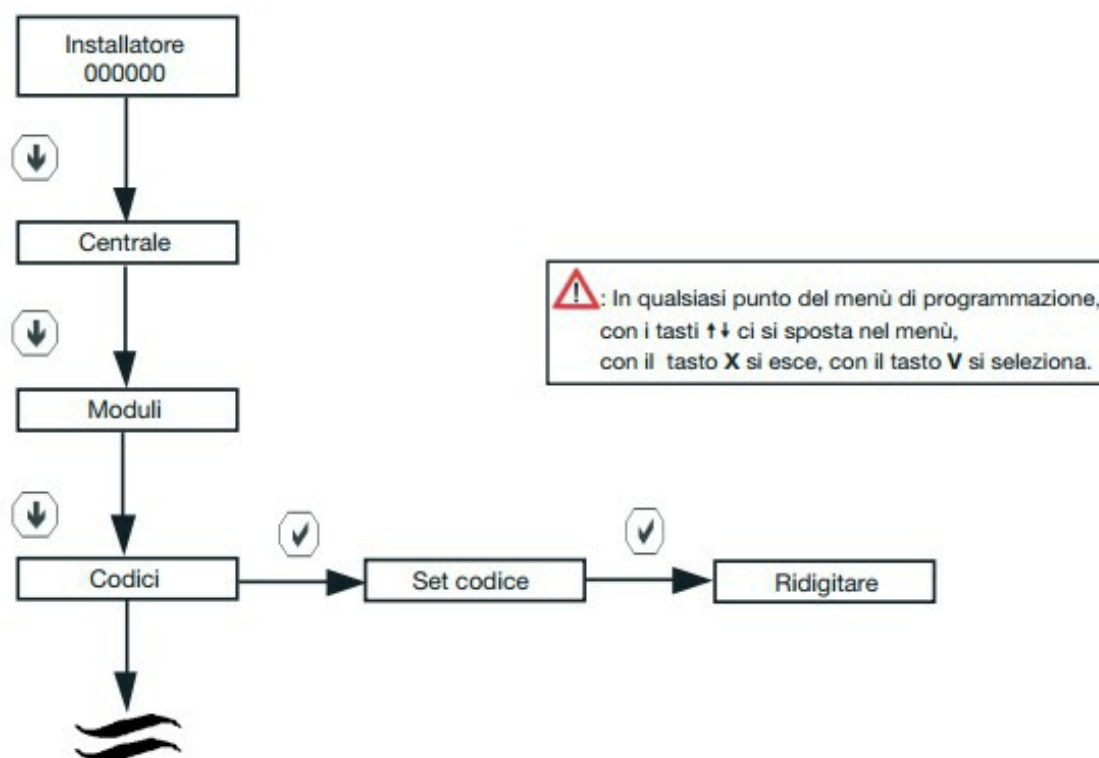 Installatore
000000
Centrale
! : In qualsiasi punto del menù di programmazione,
con i tasti ↑↓ ci si sposta nel menù,
con il tasto X si esce, con il tasto V si seleziona.
Moduli
Codici
Set codice
Ridigitare